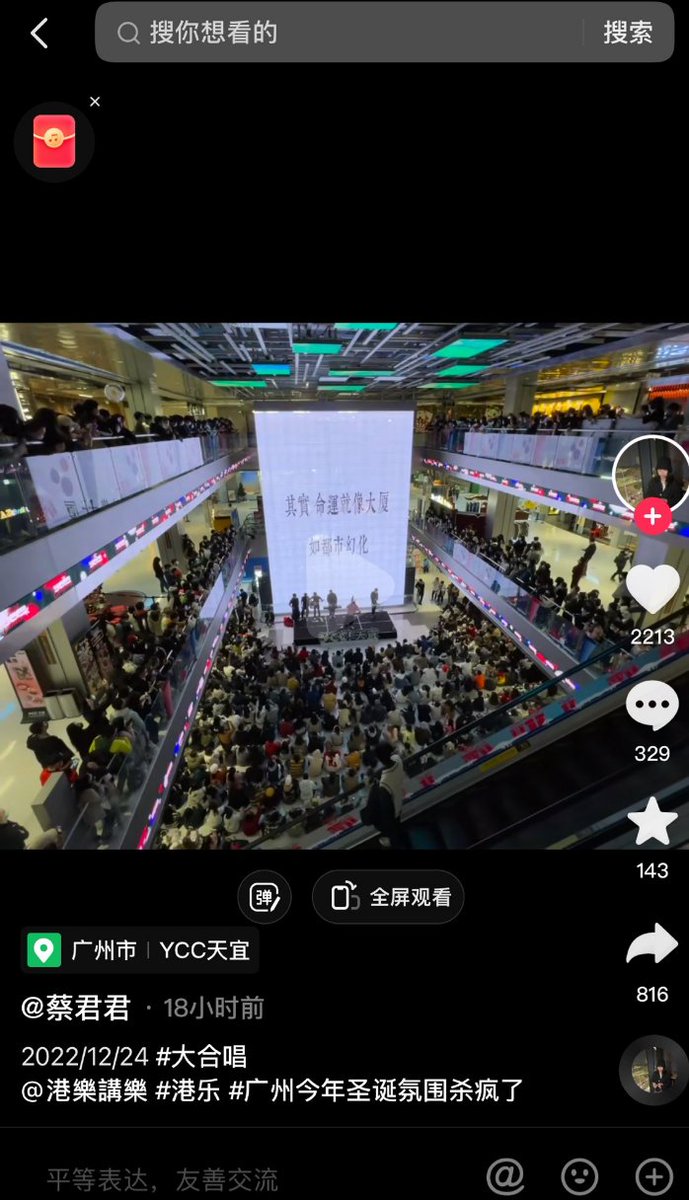 搜你想看的
搜索
其實 命運就像大厦
如都市幻化
2213
329
143
弹
全屏观看
广州市 YCC天宜
816
@蔡君君 · 18小时前
2022/12/24 #大合唱
@港樂講樂 #港乐 #广州今年圣诞氛围杀疯了
平等表达，友善交流